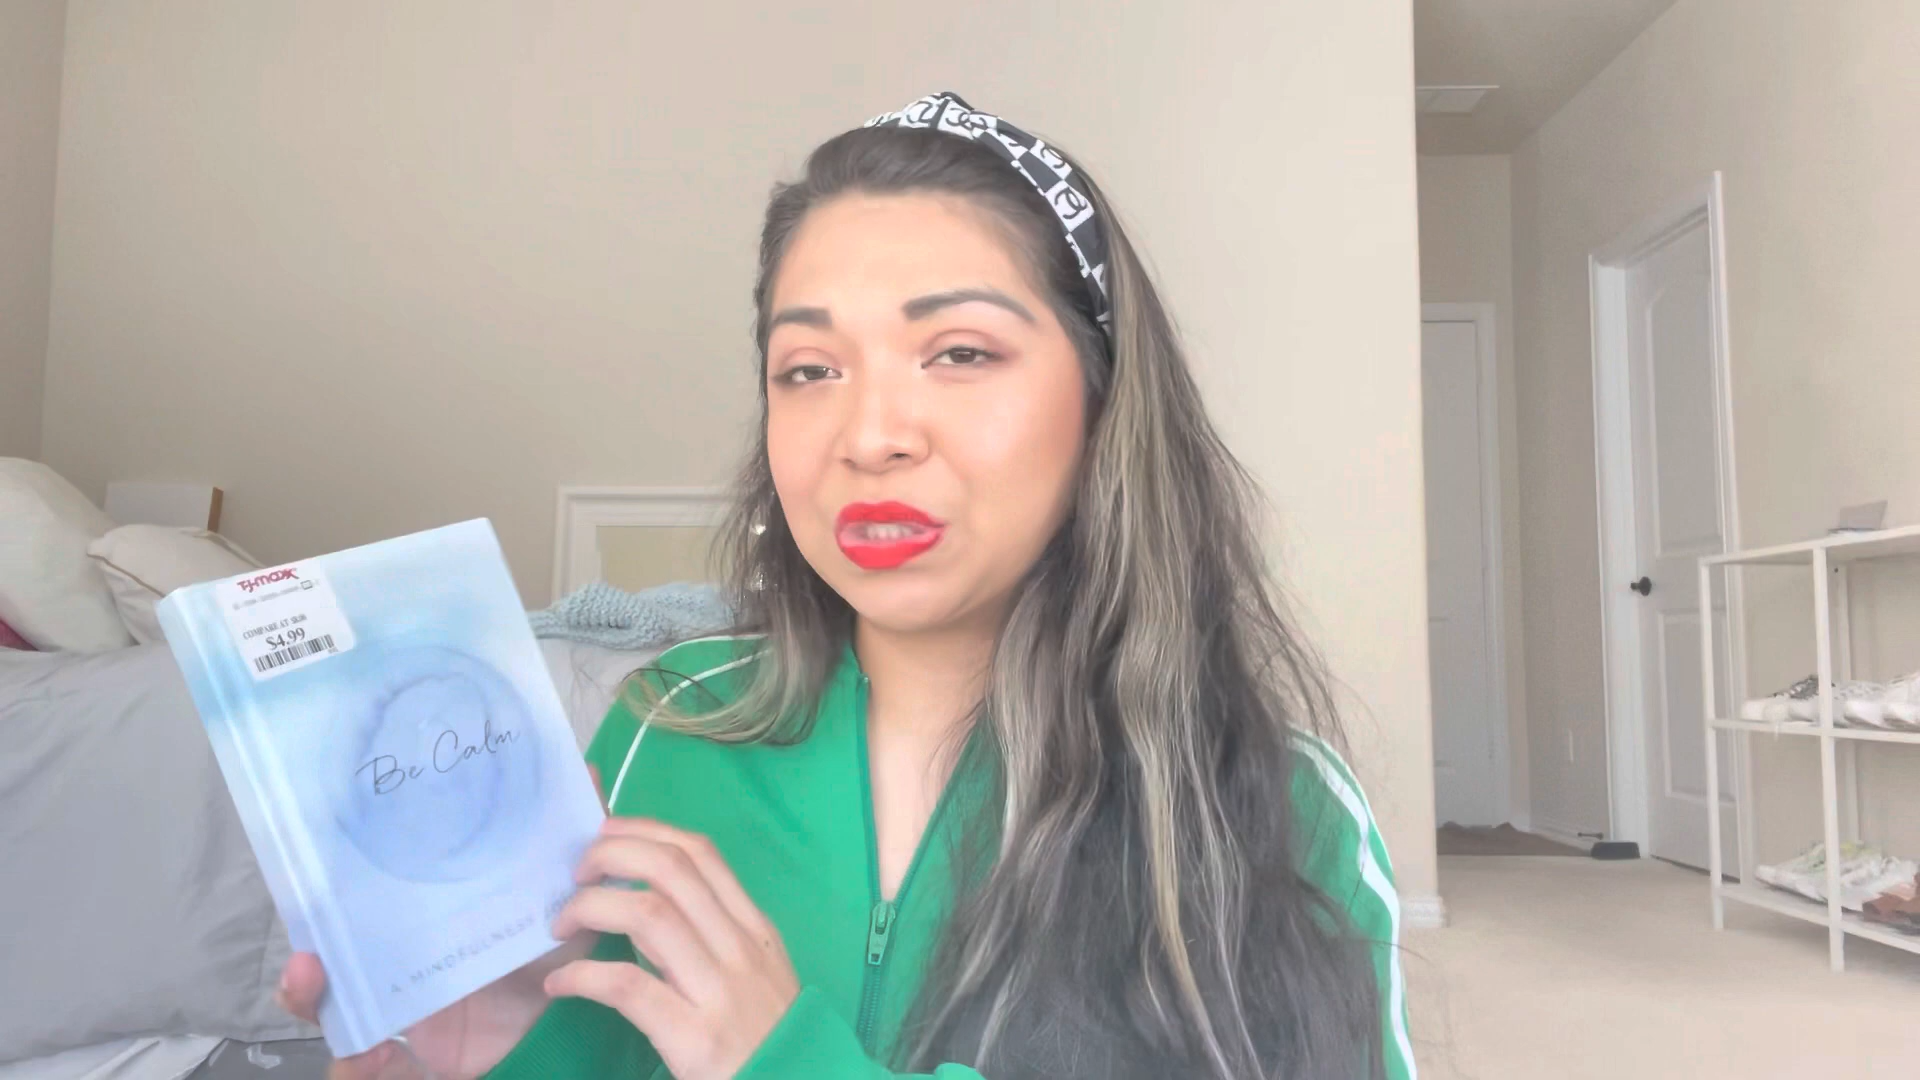 T.J.maxx
COMPARE AT
$4.99
Be Calm
A MINDFULNESS